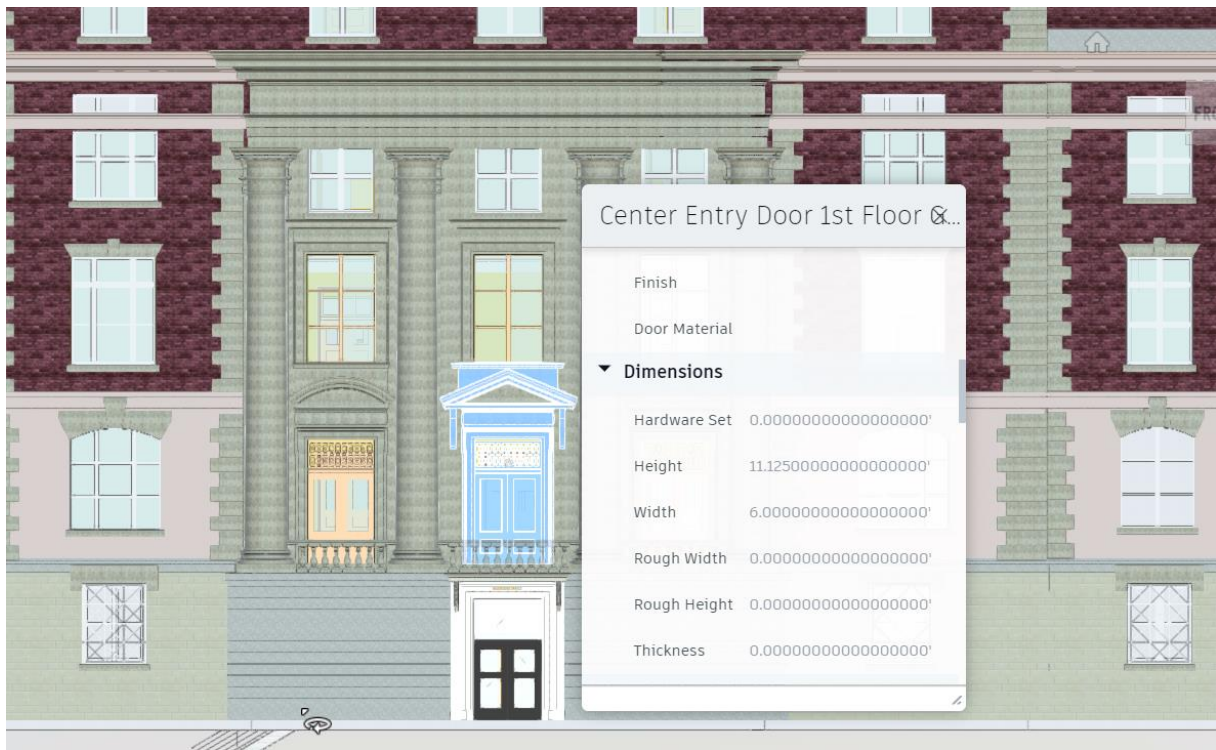 FRO
Center Entry Door 1st Floor &...
Finish
Door Material
Dimensions
Hardware Set 0.00000000000000000'
Height 11.12500000000000000'
Width 6.00000000000000000'
Rough Width 0.00000000000000000'
Rough Height 0.00000000000000000'
Thickness 0.00000000000000000'